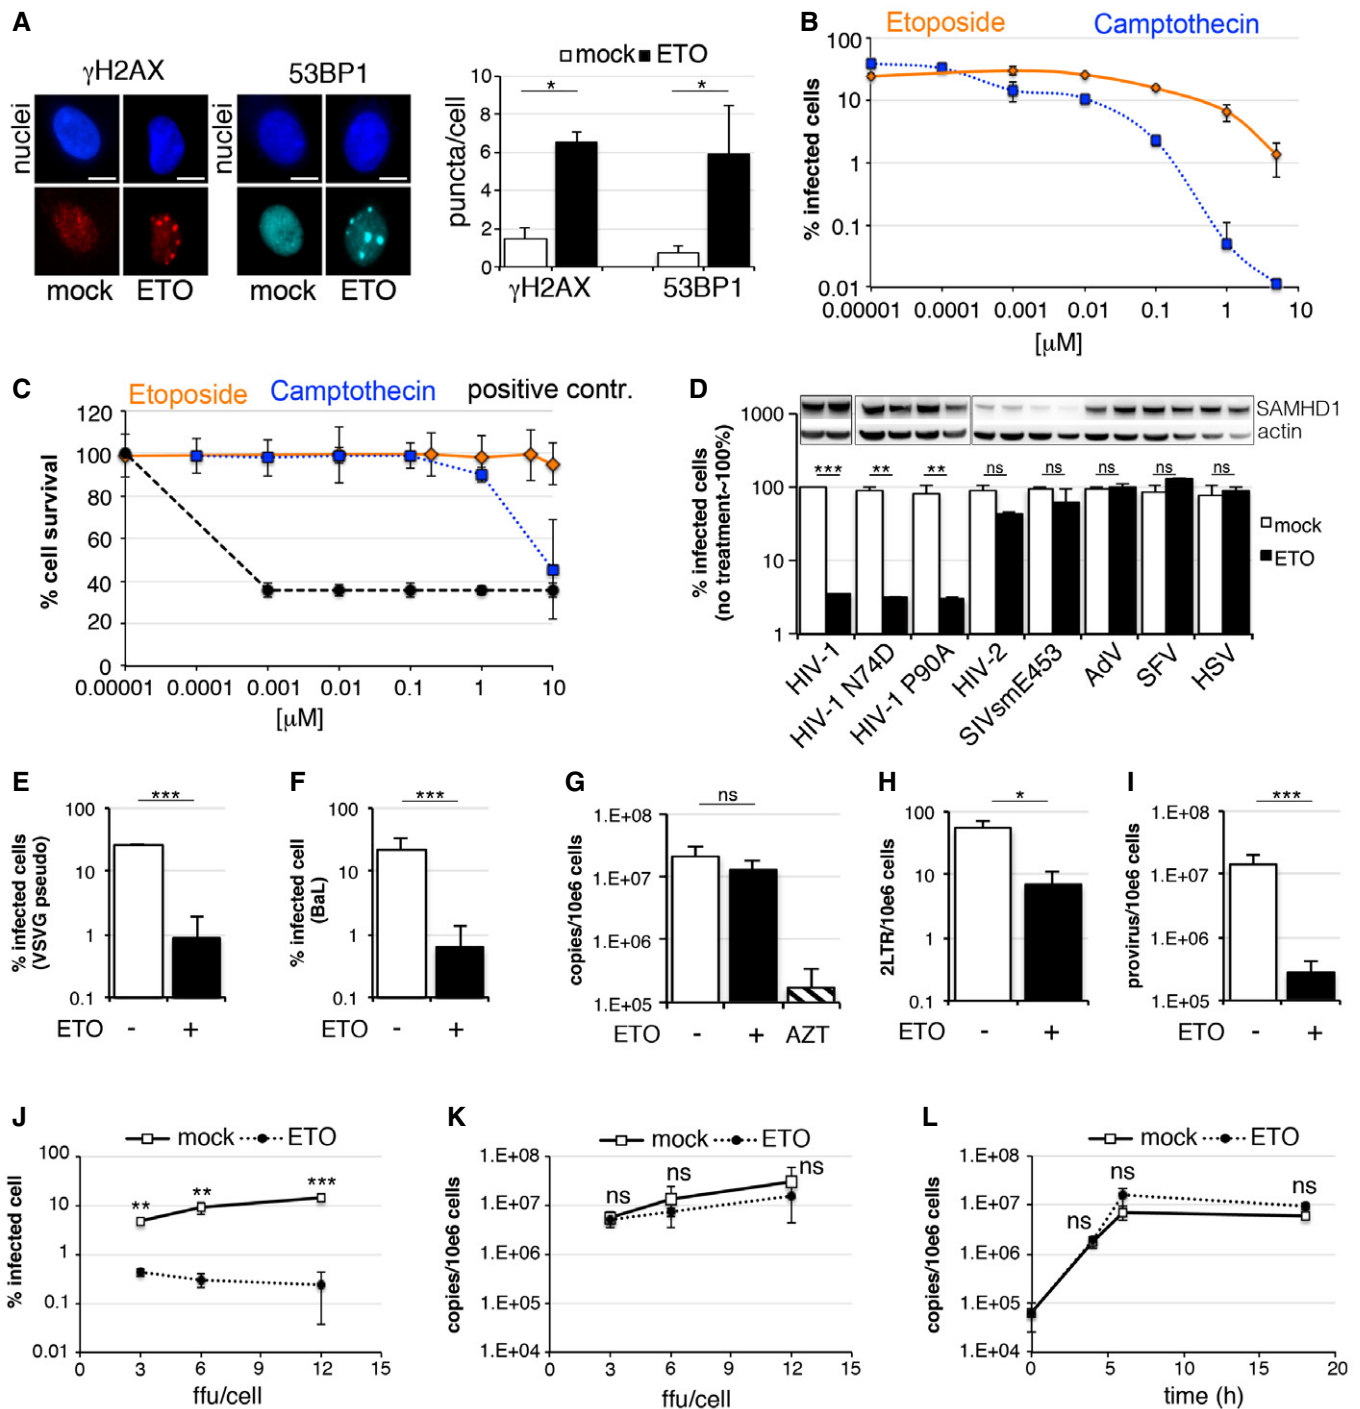 A
γH2AX
53BP1
nuclei
nuclei
mock
ETO
mock
ETO
mock
ETO
puncta/cell
10
8
6
4
2
0
*
*
γH2AX
53BP1
B
Etoposide
Camptothecin
% infected cells
100
10
1
0.1
0.01
0.00001 0.0001 0.001 0.01 0.1 1 10
[µM]
C
Etoposide
Camptothecin
positive contr.
% cell survival
120
100
80
60
40
20
0
0.00001 0.0001 0.001 0.01 0.1 1 10
[µM]
D
SAMHD1
actin
% infected cells
(no treatment~100%)
1000
100
10
1
*** ** ** ns ns ns ns ns
mock
ETO
HIV-1
HIV-1 N74D
HIV-1 P90A
HIV-2
SIVsmE453
AdV
SFV
HSV
E
% infected cells
(VSVG pseudo)
100
10
1
0.1
***
ETO - +
F
% infected cell
(BaL)
100
10
1
0.1
***
ETO - +
G
copies/10e6 cells
1.E+08
1.E+07
1.E+06
1.E+05
ns
ETO - + AZT
H
2LTR/10e6 cells
100
10
1
0.1
*
ETO - +
I
provirus/10e6 cells
1.E+08
1.E+07
1.E+06
1.E+05
***
ETO - +
J
mock ETO
% infected cell
100
10
1
0.1
0.01
** ** ***
0 3 6 9 12 15
ffu/cell
K
mock ETO
copies/10e6 cells
1.E+08
1.E+07
1.E+06
1.E+05
1.E+04
ns ns ns
0 3 6 9 12 15
ffu/cell
L
mock ETO
copies/10e6 cells
1.E+08
1.E+07
1.E+06
1.E+05
1.E+04
ns ns ns
0 5 10 15 20
time (h)